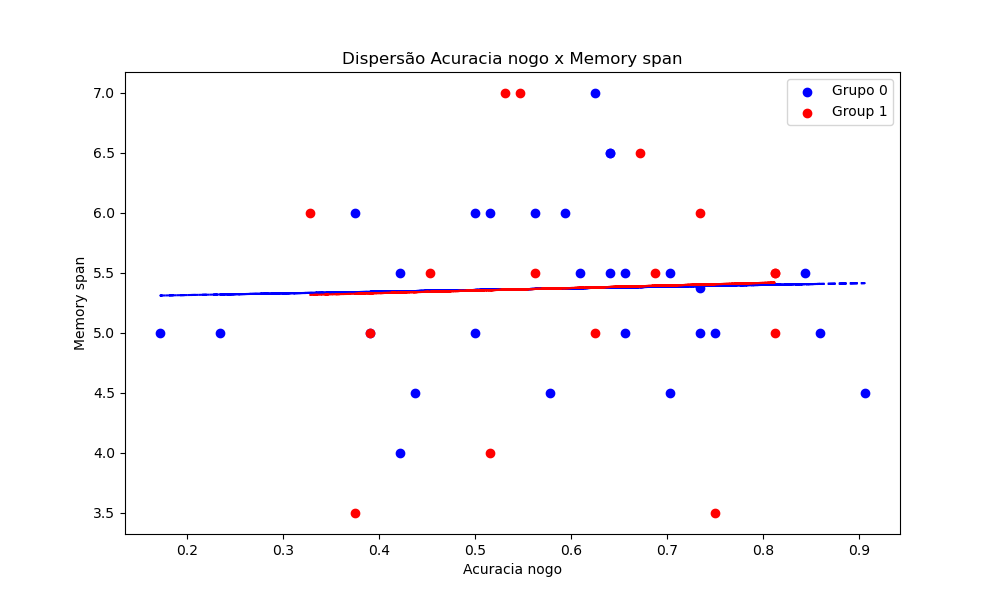 Dispersão Acuracia nogo x Memory span
Grupo 0
Group 1
7.0
6.5
6.0
5.5
5.0
4.5
4.0
3.5
Memory span
0.2 0.3 0.4 0.5 0.6 0.7 0.8 0.9
Acuracia nogo